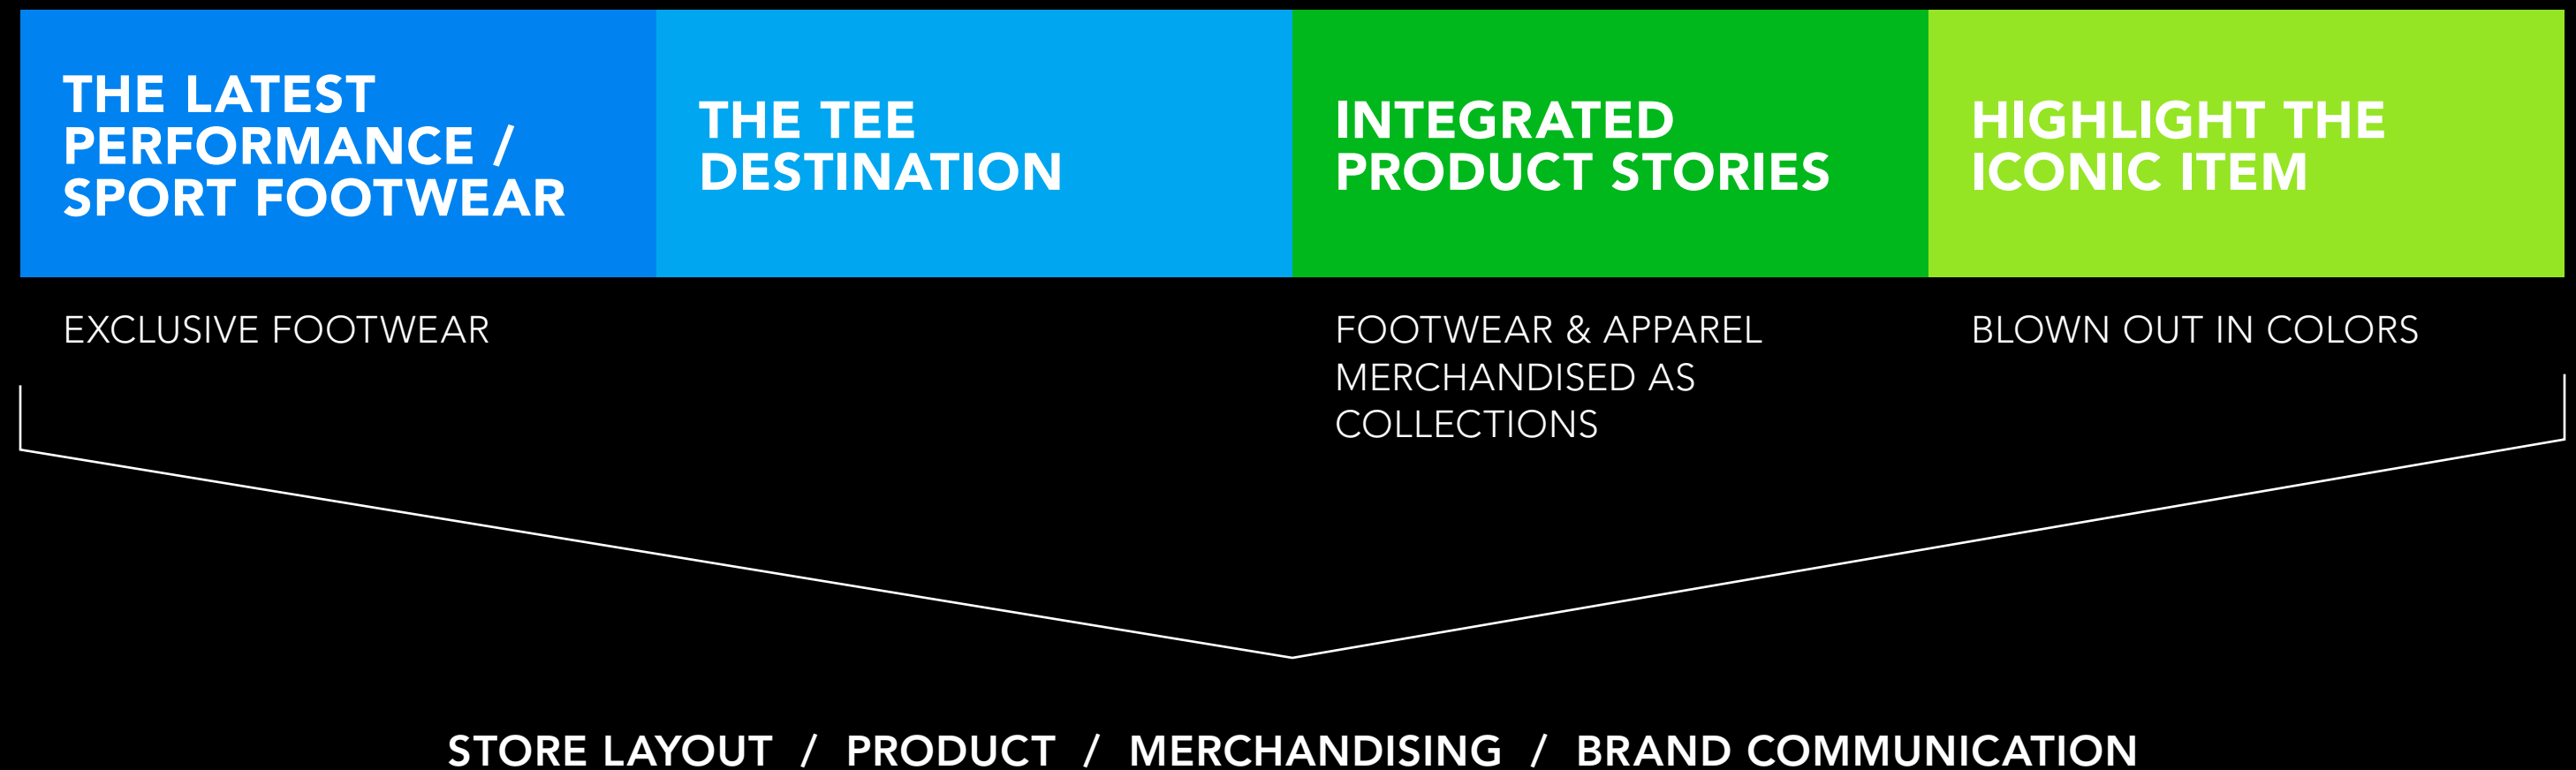 THE LATEST
PERFORMANCE /
SPORT FOOTWEAR
EXCLUSIVE FOOTWEAR
THE TEE
DESTINATION
INTEGRATED
PRODUCT STORIES
FOOTWEAR & APPAREL
MERCHANDISED AS
COLLECTIONS
HIGHLIGHT THE
ICONIC ITEM
BLOWN OUT IN COLORS
STORE LAYOUT / PRODUCT / MERCHANDISING / BRAND COMMUNICATION